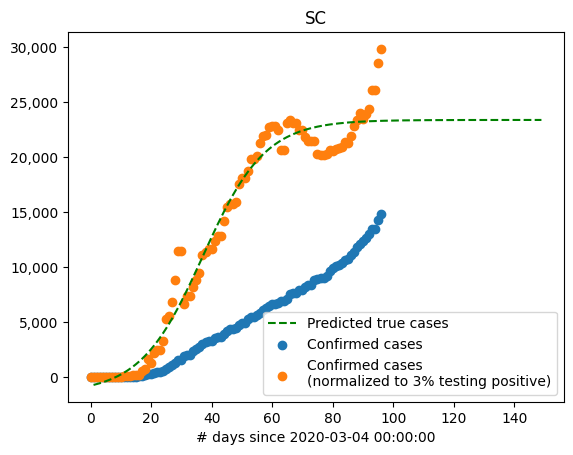 SC
30,000
25,000
20,000
15,000
10,000
5,000
0
Predicted true cases
Confirmed cases
Confirmed cases
(normalized to 3% testing positive)
0 20 40 60 80 100 120 140
# days since 2020-03-04 00:00:00